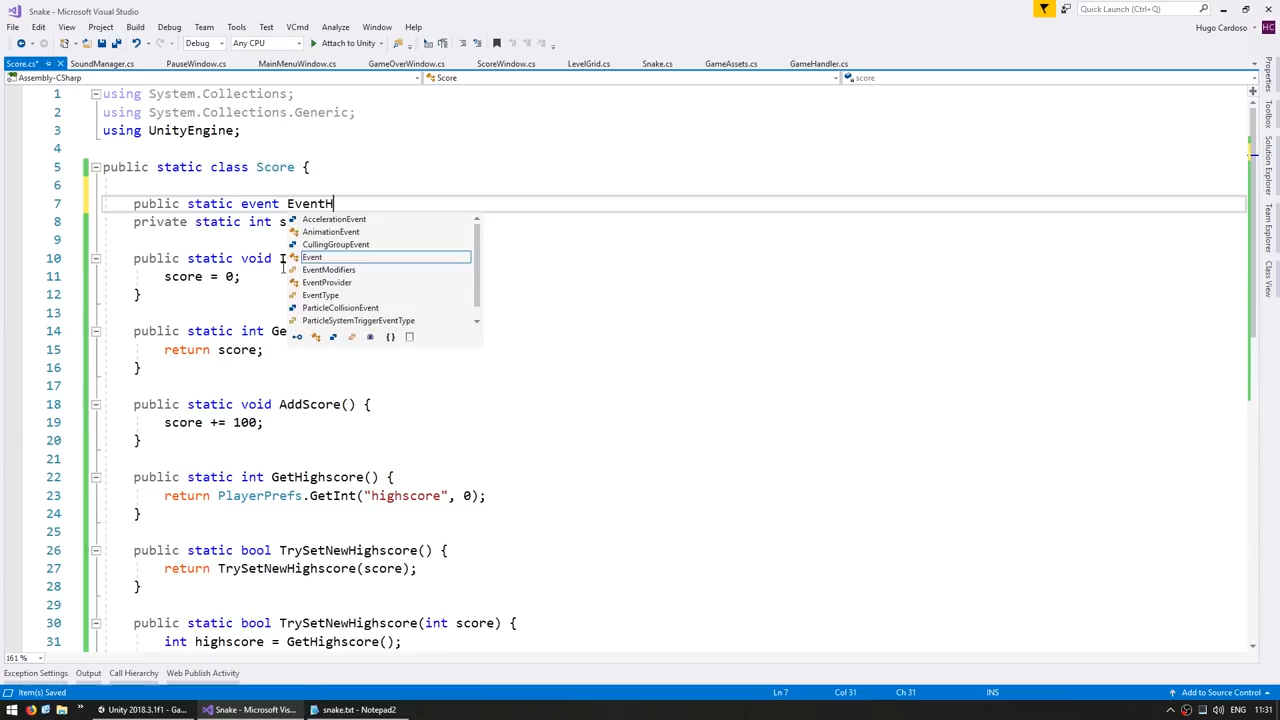 Snake - Microsoft Visual Studio
Quick Launch (Ctrl+Q)
File Edit View Project Build Debug Team Tools Test VCmd Analyze Window Help
Hugo Cardoso HC
Debug Any CPU Attach to Unity
Score.cs* SoundManager.cs PauseWindow.cs MainMenuWindow.cs GameOverWindow.cs ScoreWindow.cs LevelGrid.cs Snake.cs GameAssets.cs GameHandler.cs
Assembly-CSharp Score score
1 using System.Collections;
2 using System.Collections.Generic;
3 using UnityEngine;
4
5 public static class Score {
6
7 public static event EventH
8 private static int s
9
10 public static void I
11 score = 0;
12 }
13
14 public static int Ge
15 return score;
16 }
17
18 public static void AddScore() {
19 score += 100;
20 }
21
22 public static int GetHighscore() {
23 return PlayerPrefs.GetInt("highscore", 0);
24 }
25
26 public static bool TrySetNewHighscore() {
27 return TrySetNewHighscore(score);
28 }
29
30 public static bool TrySetNewHighscore(int score) {
31 int highscore = GetHighscore();
AccelerationEvent
AnimationEvent
CullingGroupEvent
Event
EventModifiers
EventProvider
EventType
ParticleCollisionEvent
ParticleSystemTriggerEventType
Properties
Toolbox
Solution Explorer
Team Explorer
Class View
161 %
Exception Settings Output Call Hierarchy Web Publish Activity
Item(s) Saved Ln 7 Col 31 Ch 31 INS Add to Source Control
Unity 2018.3.1f1 - Ga... Snake - Microsoft Vis... snake.txt - Notepad2 ENG 11:31